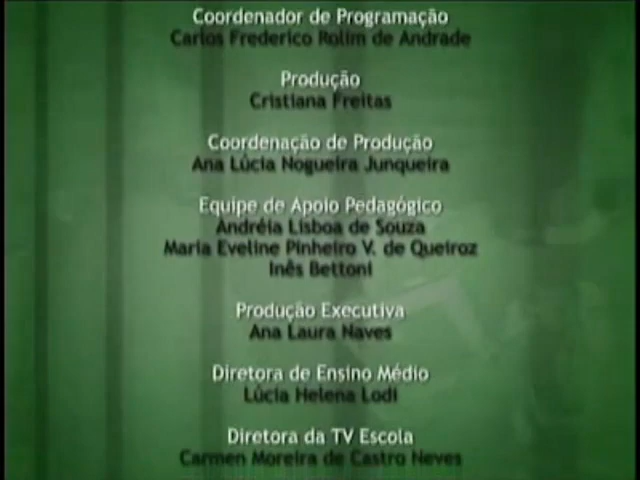 Coordenador de Programação
Carlos Frederico Rolim de Andrade
Produção
Cristiana Freitas
Coordenação de Produção
Ana Lúcia Nogueira Junqueira
Equipe de Apoio Pedagógico
Andréia Lisboa de Souza
Maria Eveline Pinheiro V. de Queiroz
Inês Bettoni
Produção Executiva
Ana Laura Naves
Diretora de Ensino Médio
Lúcia Helena Lodi
Diretora da TV Escola
Carmen Moreira de Castro Neves